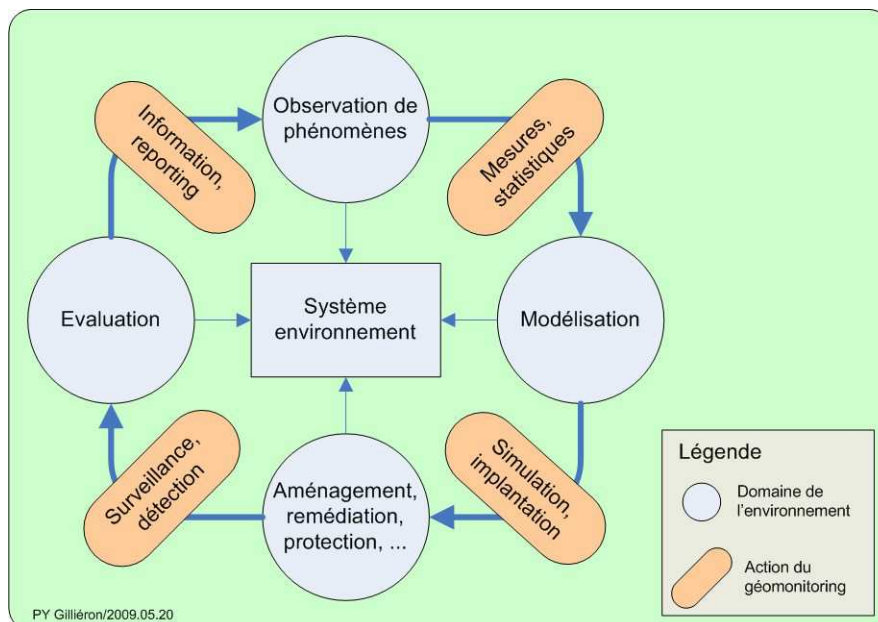 Observation de
phénomènes
Information,
reporting
Mesures,
statistiques
Evaluation
Système
environnement
Modélisation
Surveillance,
détection
Aménagement,
remédiation,
protection, ...
Simulation,
implantation
Légende
Domaine de
l'environnement
Action du
géomonitoring
PY Gilliéron/2009.05.20